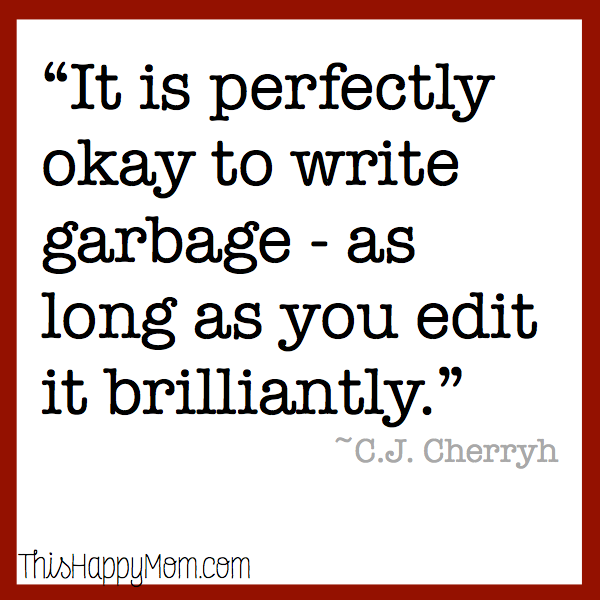 “It is perfectly
okay to write
garbage - as
long as you edit
it brilliantly.”
~C.J. Cherryh
ThisHappyMom.com